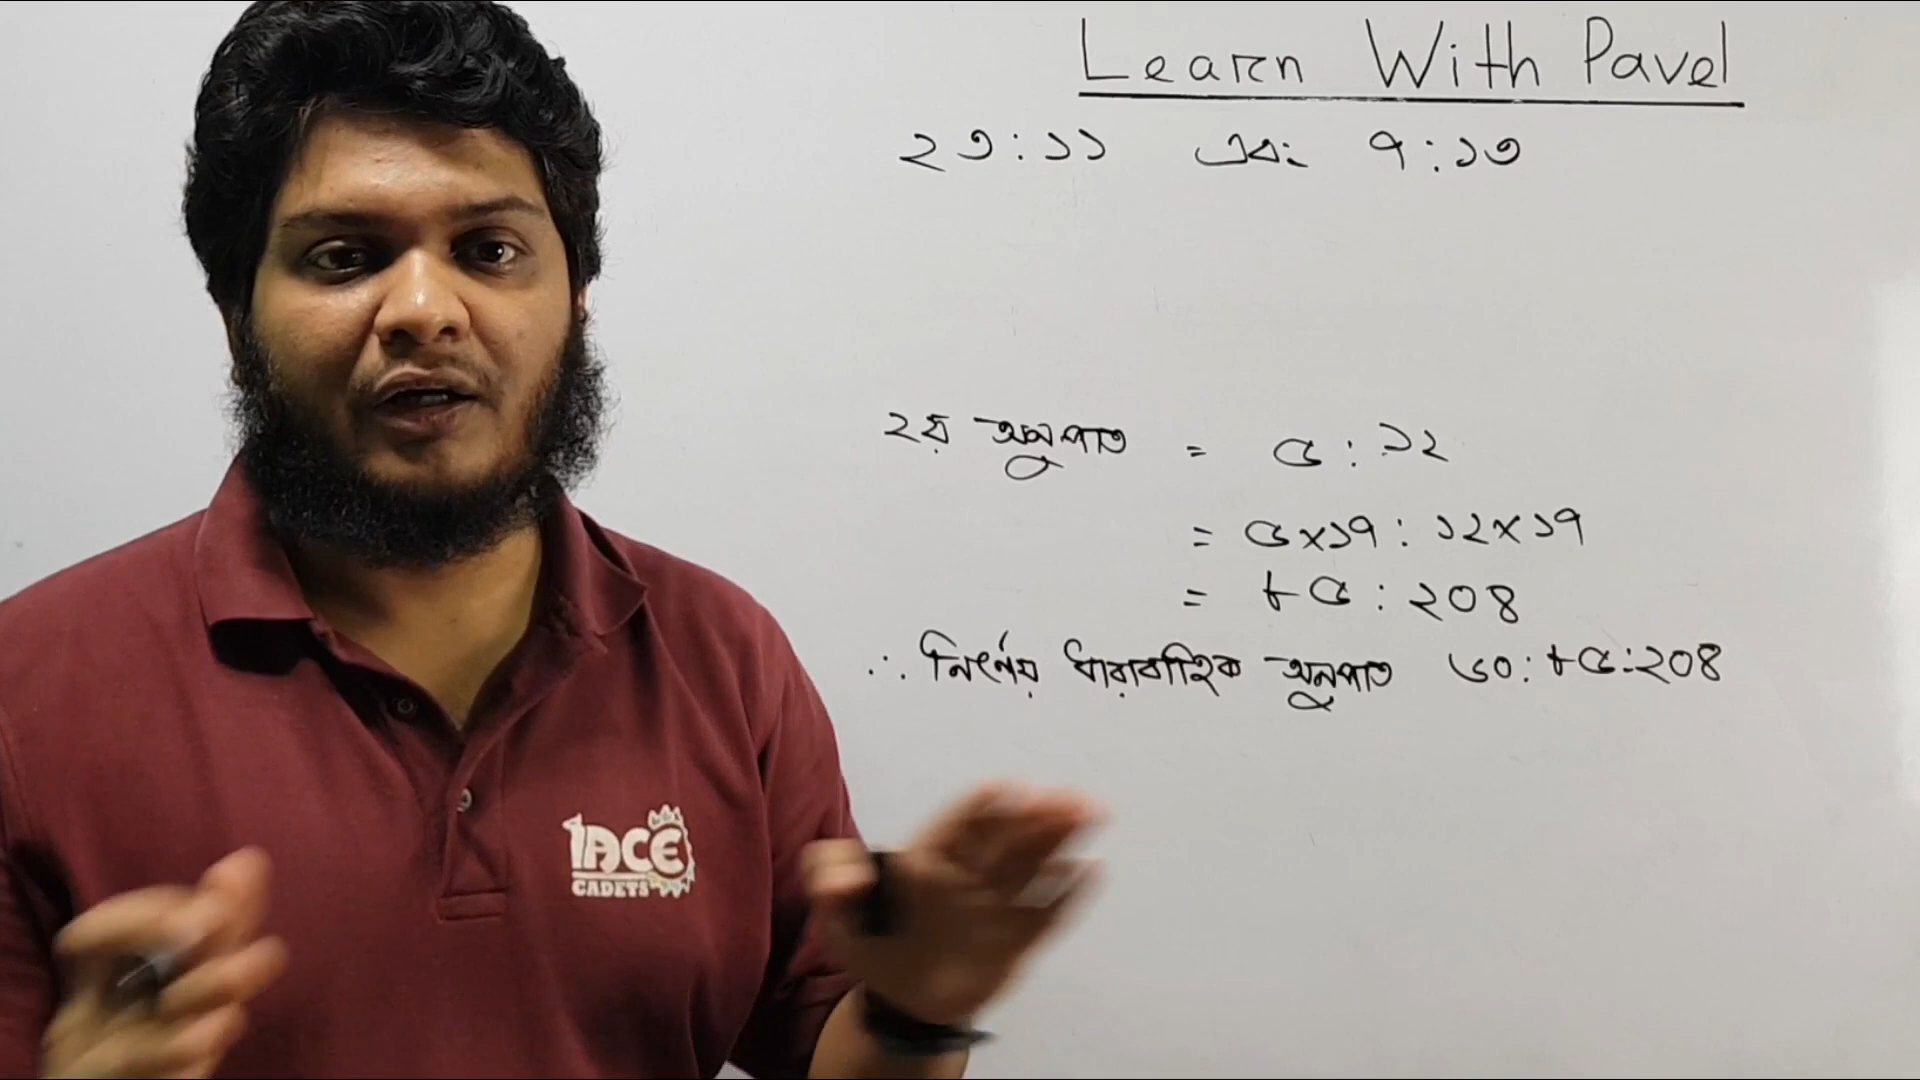 Learn With Pavel
২৩:১১ এবং ৭:১৩
২য় অনুপাত = ৫:১২
= ৫×১৭:১২×১৭
= ৮৫:২০৪
∴ নির্ণেয় ধারাবাহিক অনুপাত ৬০:৮৫:২০৪
1ACE
CADETS